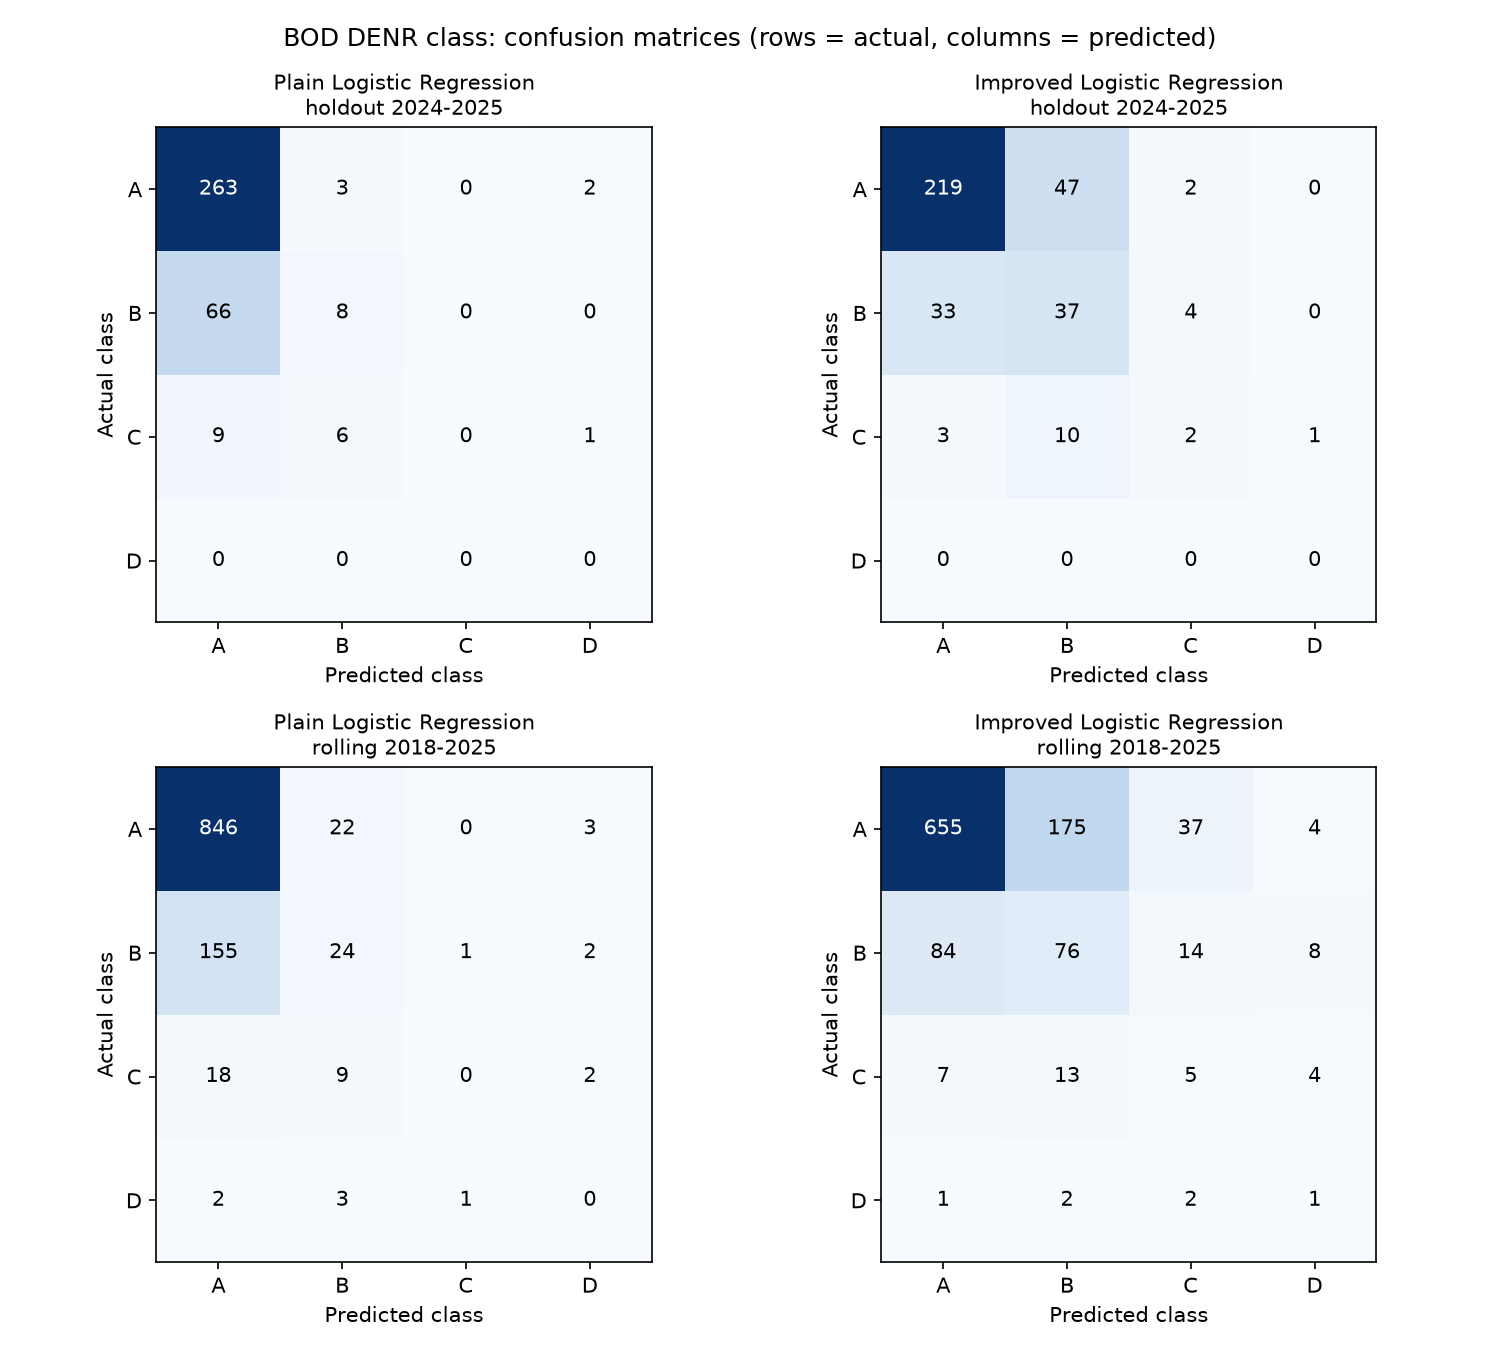 BOD DENR class: confusion matrices (rows = actual, columns = predicted)
Plain Logistic Regression
holdout 2024-2025
Actual class
A 263 3 0 2
B 66 8 0 0
C 9 6 0 1
D 0 0 0 0
A B C D
Predicted class
Improved Logistic Regression
holdout 2024-2025
Actual class
A 219 47 2 0
B 33 37 4 0
C 3 10 2 1
D 0 0 0 0
A B C D
Predicted class
Plain Logistic Regression
rolling 2018-2025
Actual class
A 846 22 0 3
B 155 24 1 2
C 18 9 0 2
D 2 3 1 0
A B C D
Predicted class
Improved Logistic Regression
rolling 2018-2025
Actual class
A 655 175 37 4
B 84 76 14 8
C 7 13 5 4
D 1 2 2 1
A B C D
Predicted class